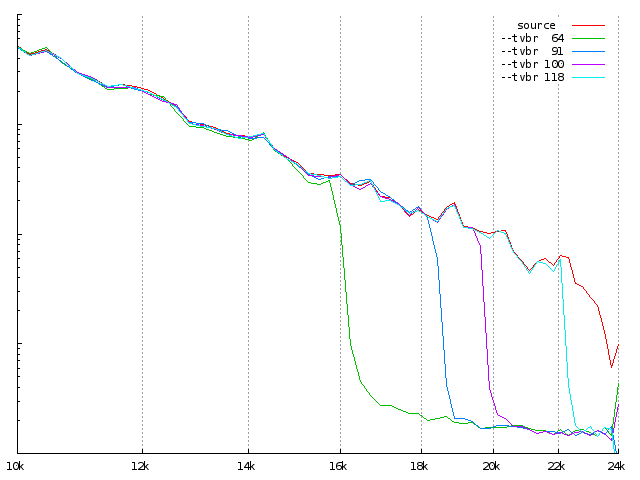 source
--tvbr 64
--tvbr 91
--tvbr 100
--tvbr 118
10k 12k 14k 16k 18k 20k 22k 24k